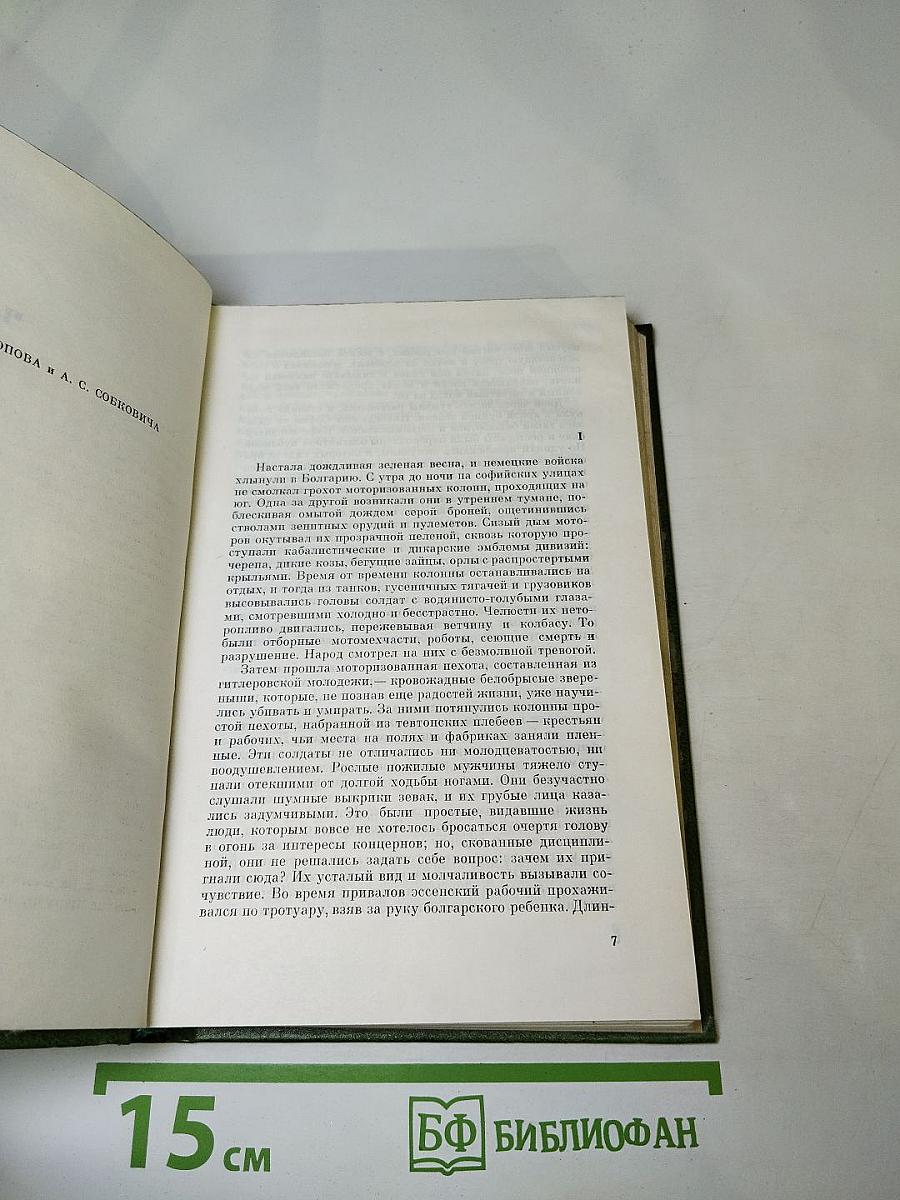 ОПОВА и А. С. СОБКОВИЧА
I
Настала дождливая зеленая весна, и немецкие войска
хлынули в Болгарию. С утра до ночи на софийских улицах
не смолкал грохот моторизованных колонн, проходящих на
юг. Одна за другой возникали они в утреннем тумане, по-
блескивая омытой дождем серой броней, ощетинившись
стволами зенитных орудий и пулеметов. Сизый дым мото-
ров окутывал их прозрачной пеленой, сквозь которую про-
ступали кабалистические и дикарские эмблемы дивизий:
черепа, дикие козы, бегущие зайцы, орлы с распростертыми
крыльями. Время от времени колонны останавливались на
отдых, и тогда из танков, гусеничных тягачей и грузовиков
высовывались головы солдат с водянисто-голубыми глаза-
ми, смотревшими холодно и бесстрастно. Челюсти их нето-
ропливо двигались, пережевывая ветчину и колбасу. То
были отборные мотомехчасти, роботы, сеющие смерть и
разрушение. Народ смотрел на них с безмолвной тревогой.
Затем прошла моторизованная пехота, составленная из
гитлеровской молодежи,— кровожадные белобрысые звере-
ныши, которые, не познав еще радостей жизни, уже научи-
лись убивать и умирать. За ними потянулись колонны про-
стой пехоты, набранной из тевтонских плебеев — крестьян
и рабочих, чьи места на полях и фабриках заняли плен-
ные. Эти солдаты не отличались ни молодцеватостью, ни
воодушевлением. Рослые пожилые мужчины тяжело сту-
пали отекшими от долгой ходьбы ногами. Они безучастно
слушали шумные выкрики зевак, и их грубые лица каза-
лись задумчивыми. Это были простые, видавшие жизнь
люди, которым вовсе не хотелось бросаться очертя голову
в огонь за интересы концернов; но, скованные дисципли-
ной, они не решались задать себе вопрос: зачем их при-
гнали сюда? Их усталый вид и молчаливость вызывали со-
чувствие. Во время привалов эссенский рабочий прохажи-
вался по тротуару, взяв за руку болгарского ребенка. Длин-
7
15 см
БФ БИБЛИОФАН